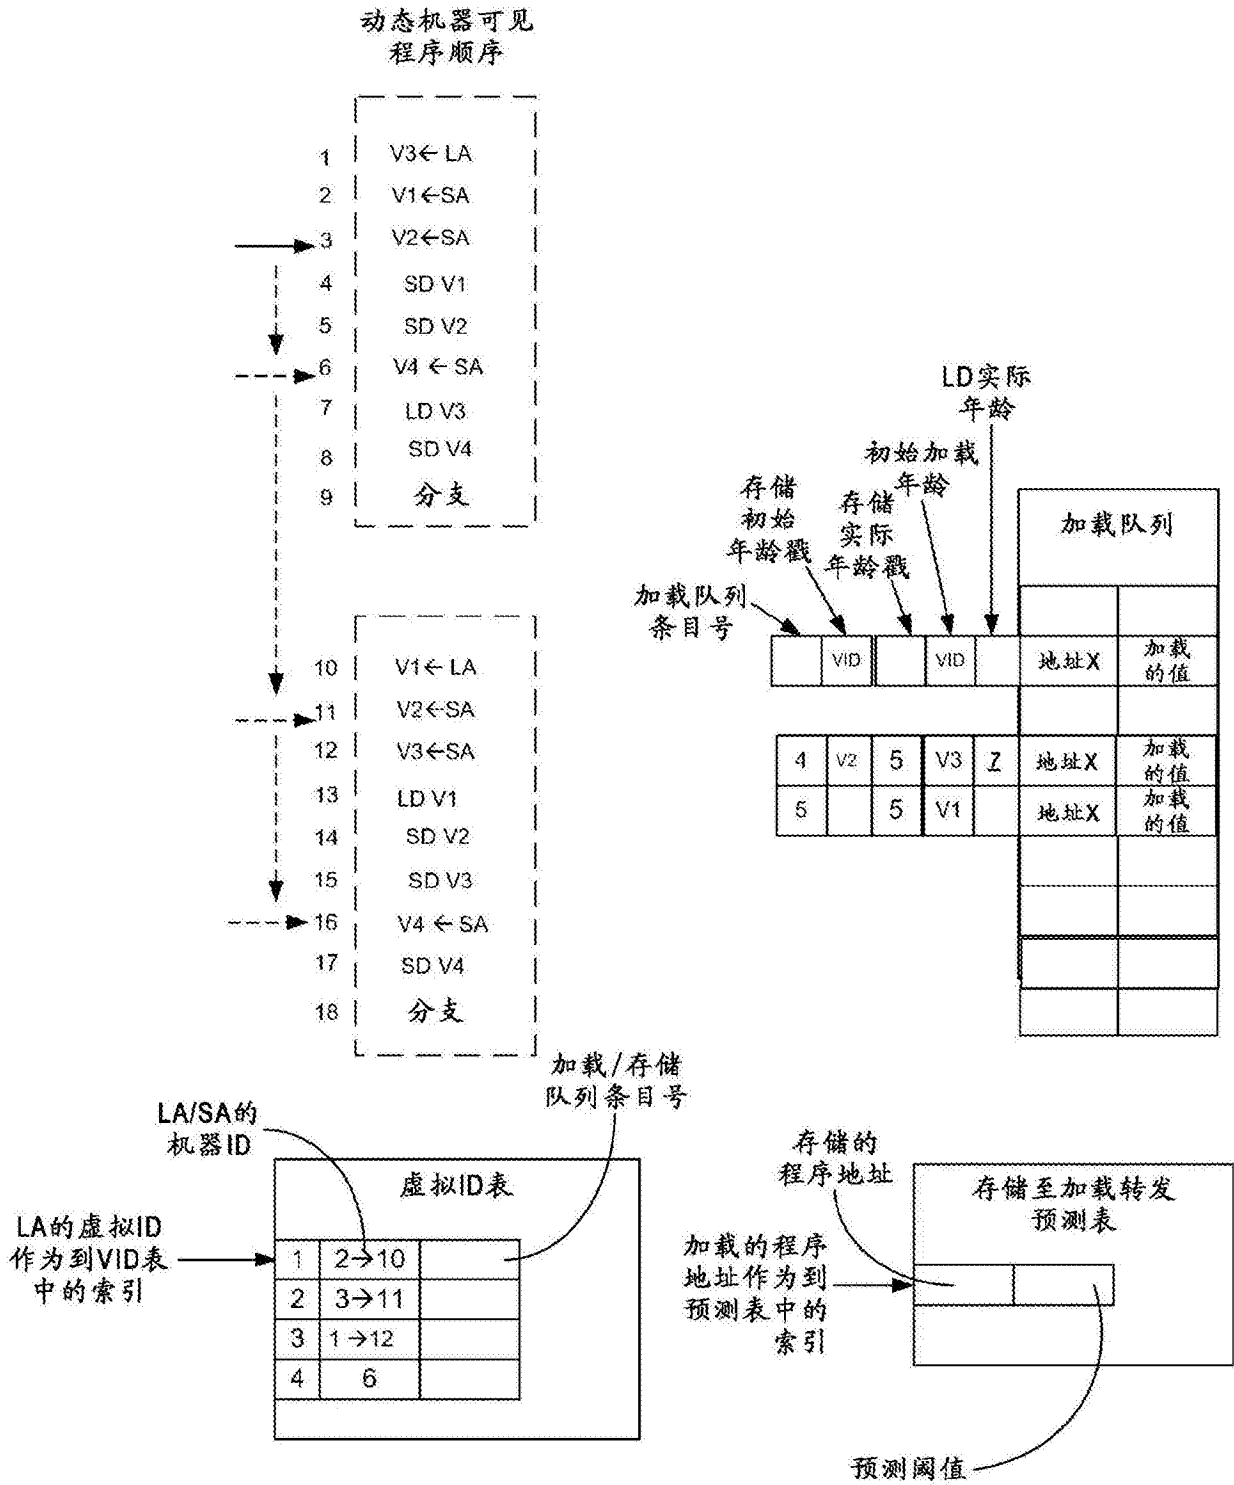 动态机器可见
程序顺序
1 V3←LA
2 V1←SA
3 V2←SA
4 SD V1
5 SD V2
6 V4 ←SA
7 LD V3
8 SD V4
9 分支
10 V1←LA
11 V2←SA
12 V3←SA
13 LD V1
14 SD V2
15 SD V3
16 V4 ←SA
17 SD V4
18 分支
LD实际
年龄
初始加载
年龄
存储
实际
年龄戳
存储
初始
年龄戳
加载队列
条目号
加载队列
VID VID 地址X 加载
的值
4 V2 5 V3 7 地址X 加载
的值
5 5 V1 地址X 加载
的值
加载/存储
队列条目号
LA/SA的
机器ID
LA的虚拟ID
作为到VID表
中的索引
虚拟ID表
1 2→10
2 3→11
3 1→12
4 6
存储的
程序地址
加载的程序
地址作为到
预测表中的
索引
存储至加载转发
预测表
预测阈值